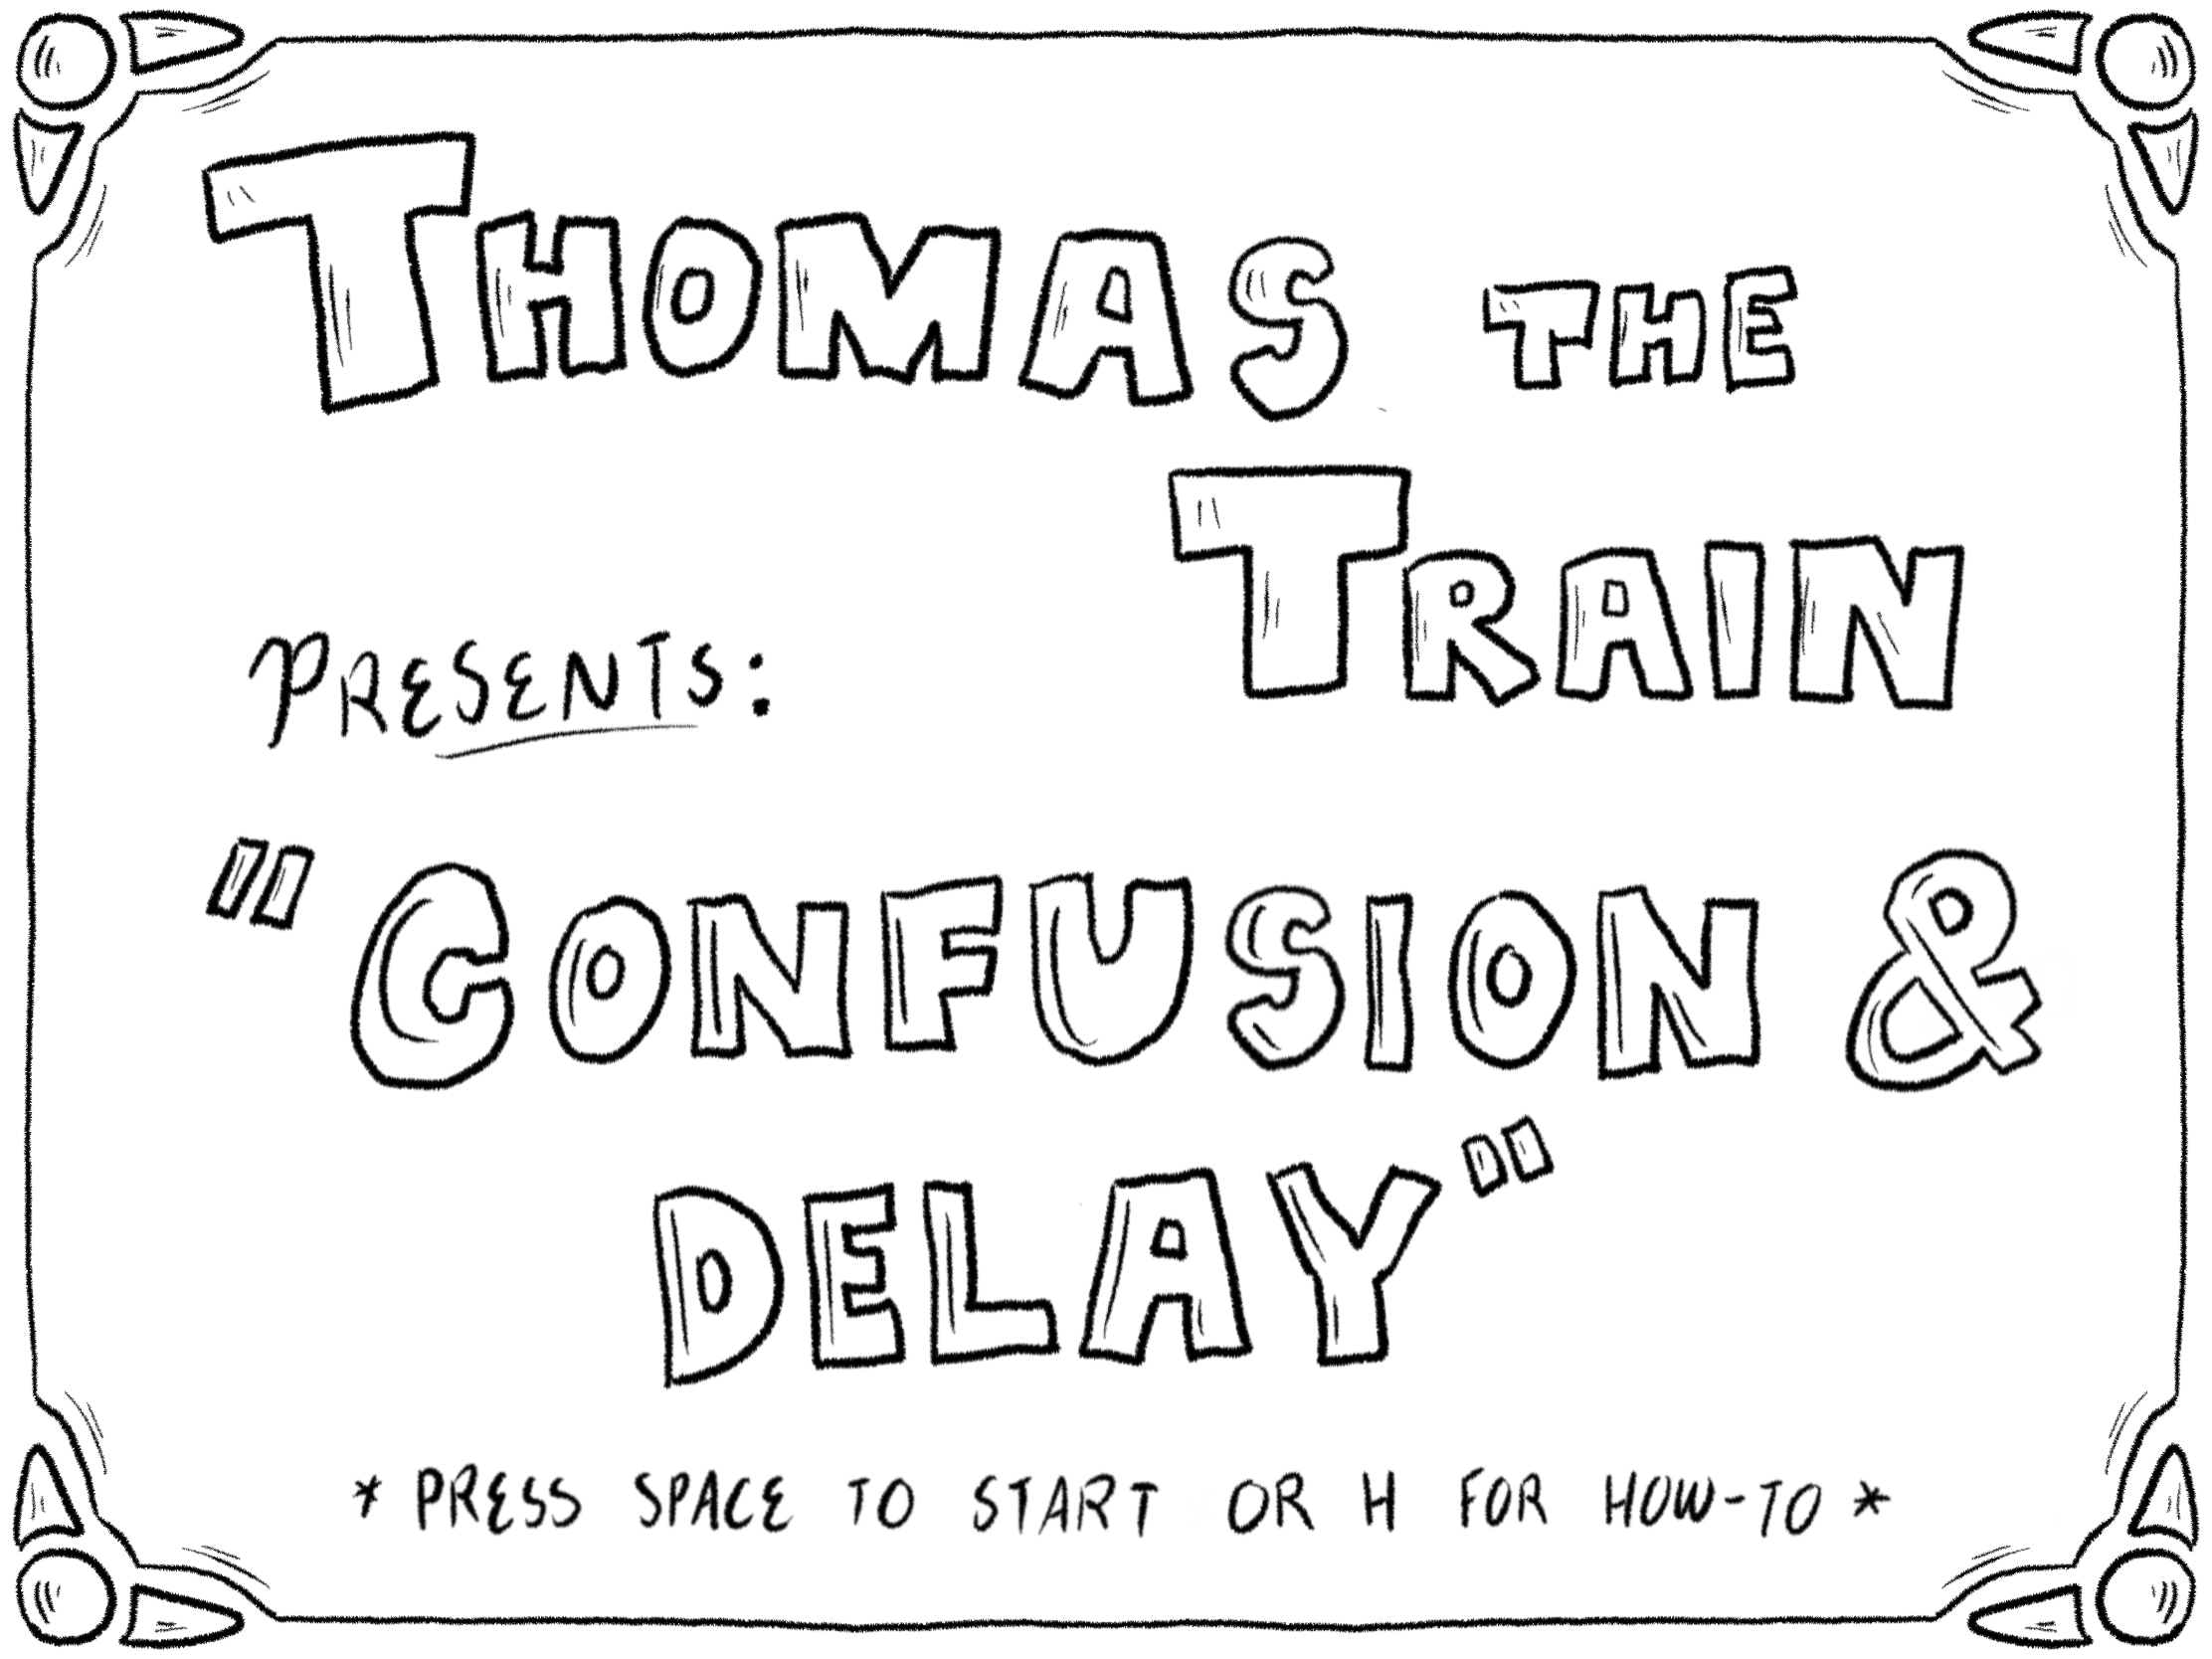 THOMAS THE
TRAIN
PRESENTS:
"CONFUSION &
DELAY"
* PRESS SPACE TO START OR H FOR HOW-TO *